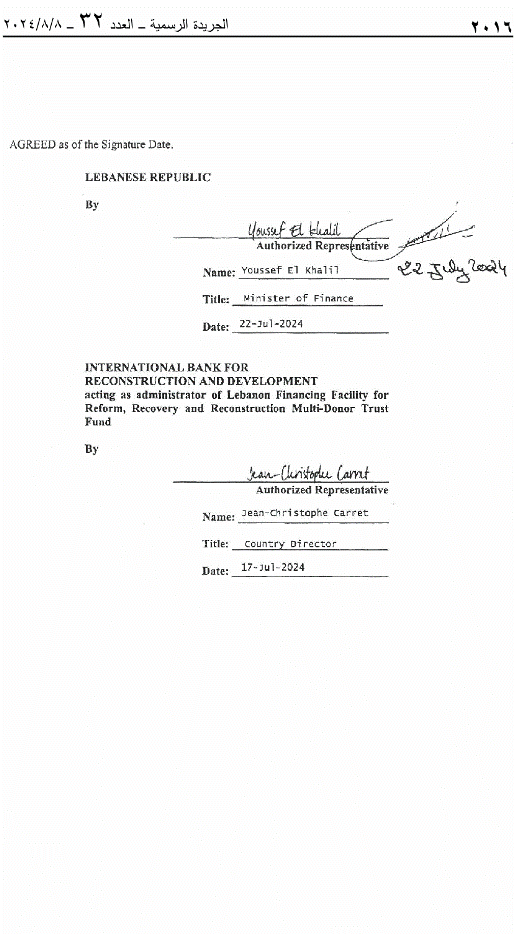 ٢٠١٦
الجريدة الرسمية – العدد ٣٢ – ٢٠٢٤/٨/٨
AGREED as of the Signature Date.
LEBANESE REPUBLIC
By
Youssef El Khalil
Authorized Representative
Name: Youssef El Khalil
22 July 2024
Title: Minister of Finance
Date: 22-Jul-2024
INTERNATIONAL BANK FOR
RECONSTRUCTION AND DEVELOPMENT
acting as administrator of Lebanon Financing Facility for
Reform, Recovery and Reconstruction Multi-Donor Trust
Fund
By
Jean-Christophe Carret
Authorized Representative
Name: Jean-Christophe Carret
Title: Country Director
Date: 17-Jul-2024